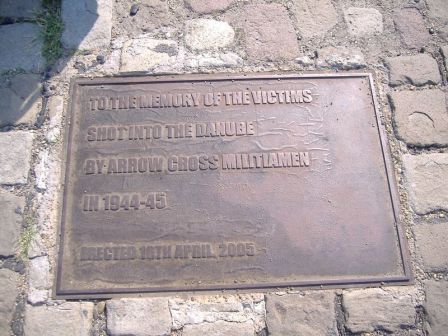 TO THE MEMORY OF THE VICTIMS
SHOT INTO THE DANUBE
BY ARROW CROSS MILITIAMEN
IN 1944-45
ERECTED 16TH APRIL, 2005